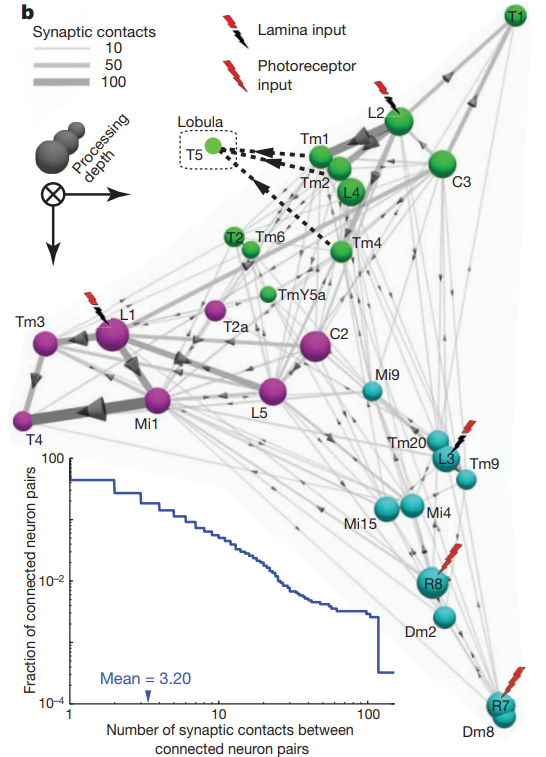 b
Synaptic contacts
10
50
100
Lamina input
Photoreceptor
input
Processing
depth
Lobula
T5
T1
L2
Tm1
Tm2
L4
C3
T2
Tm6
Tm4
TmY5a
L1
Tm3
T2a
C2
Mi9
L5
Mi1
T4
Tm20
L3
Tm9
Mi15
Mi4
R8
Dm2
R7
Dm8
Fraction of connected neuron pairs
100
10−2
10−4
Mean = 3.20
1
10
100
Number of synaptic contacts between
connected neuron pairs